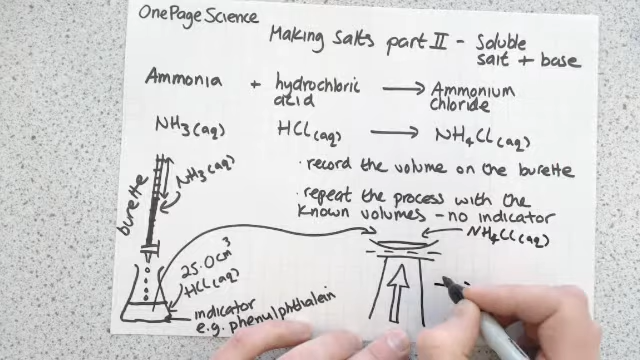 OnePageScience
Making Salts part II - Soluble
salt + base
Ammonia + hydrochloric ⟶ Ammonium
acid chloride
NH₃(aq) HCl(aq) ⟶ NH₄Cl(aq)
· record the volume on the burette
· repeat the process with the
known volumes - no indicator
burette
NH₃(aq)
NH₄Cl(aq)
25.0cm³
HCl(aq)
indicator
e.g. phenylphthalein